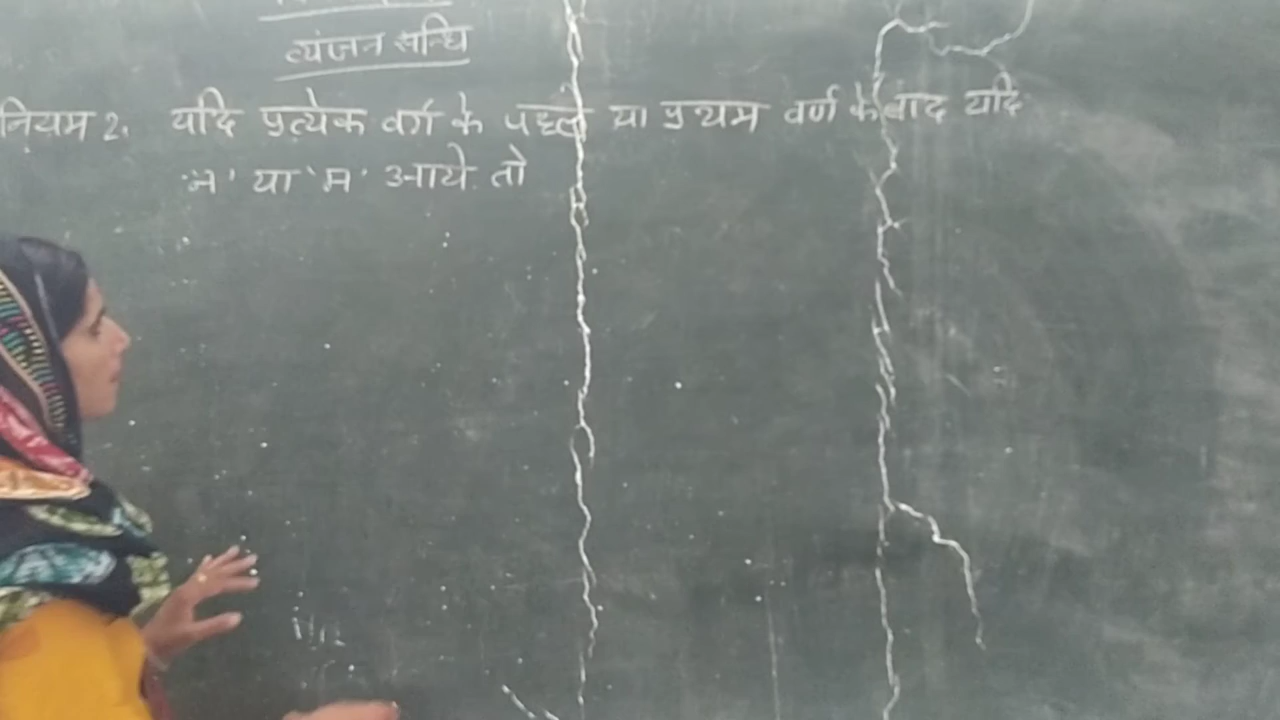 व्यंजन सन्धि
नियम 2. यदि प्रत्येक वर्ग के पहले या प्रथम वर्ण के बाद यदि
'न' या 'म' आये तो